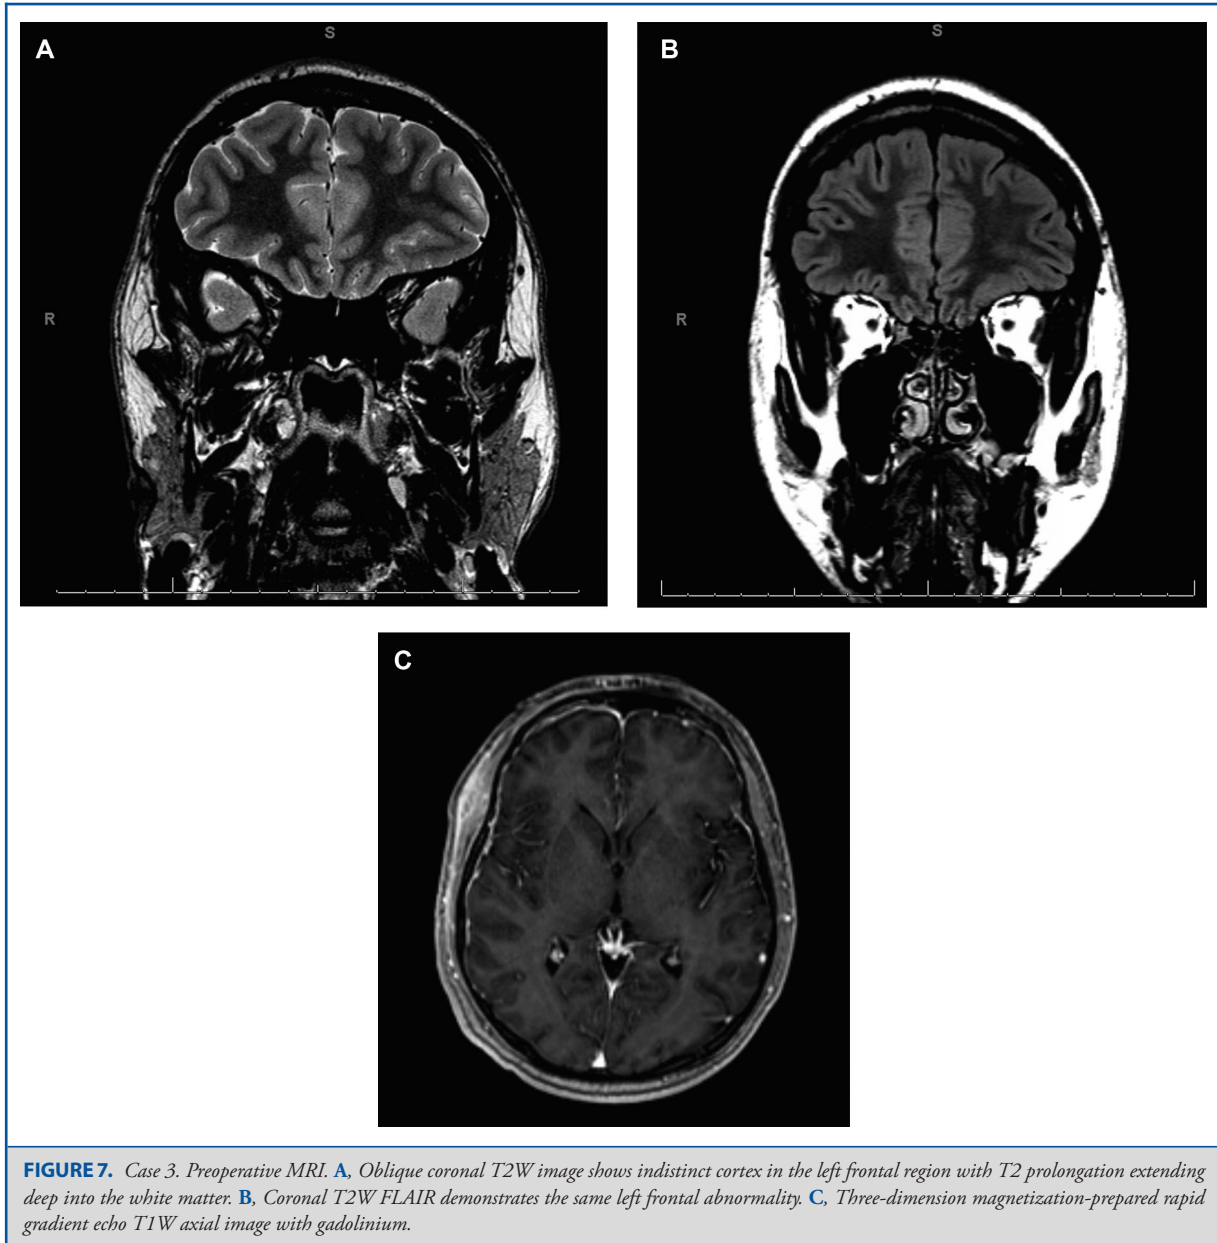 A
S
R
B
S
R
C
FIGURE 7. Case 3. Preoperative MRI. A, Oblique coronal T2W image shows indistinct cortex in the left frontal region with T2 prolongation extending
deep into the white matter. B, Coronal T2W FLAIR demonstrates the same left frontal abnormality. C, Three-dimension magnetization-prepared rapid
gradient echo T1W axial image with gadolinium.